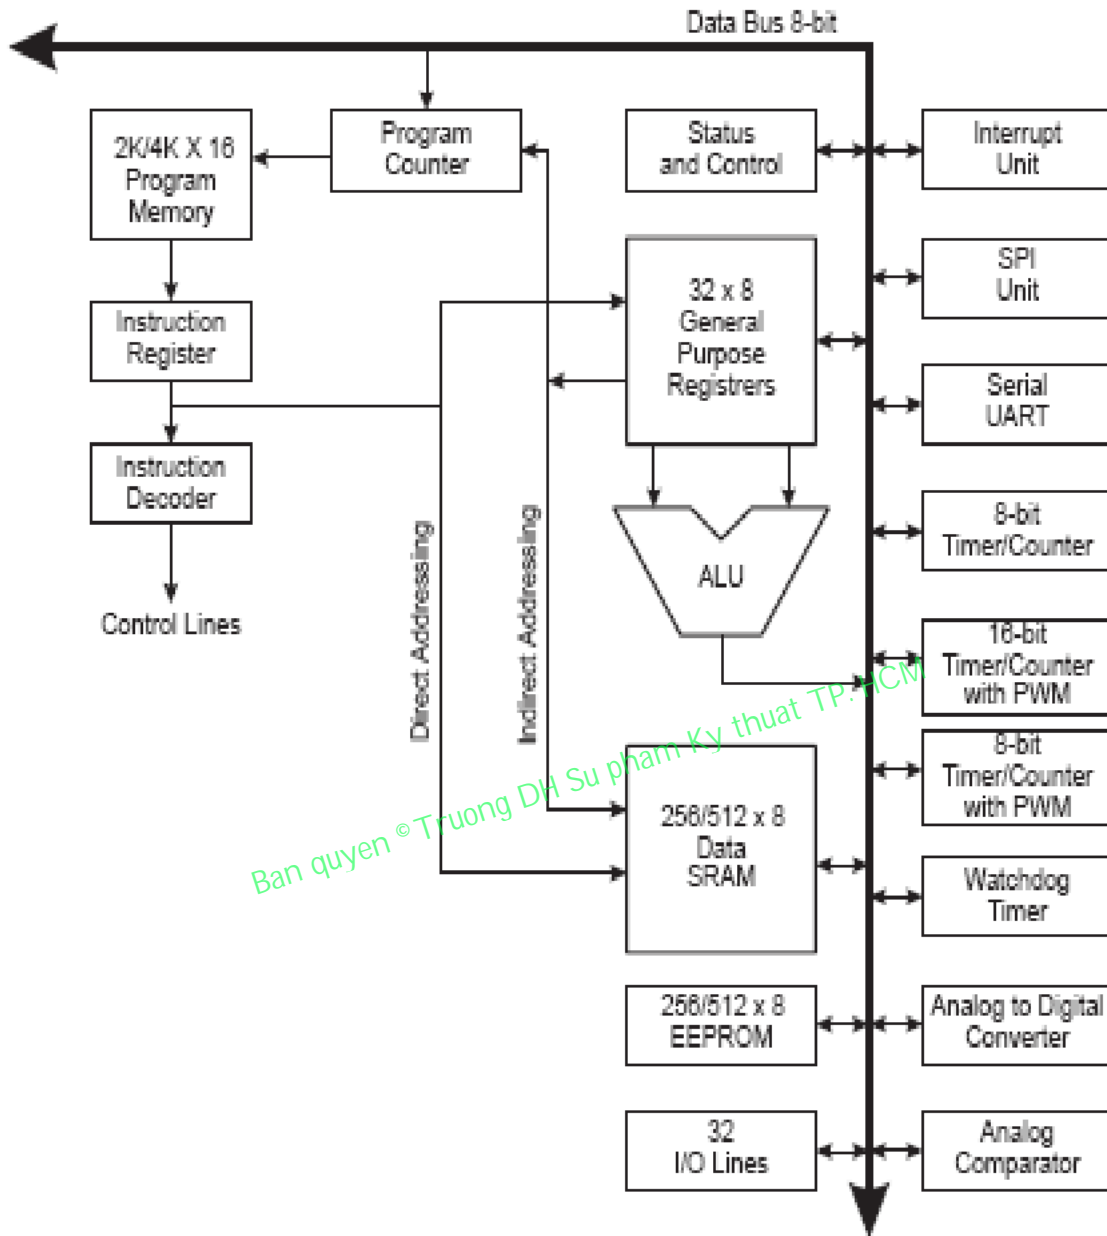 Data Bus 8-bit
2K/4K X 16
Program
Memory
Program
Counter
Status
and Control
Interrupt
Unit
32 x 8
General
Purpose
Registrers
SPI
Unit
Instruction
Register
Serial
UART
Instruction
Decoder
8-bit
Timer/Counter
ALU
Control Lines
Direct Addressing
Indirect Addressing
16-bit
Timer/Counter
with PWM
8-bit
Timer/Counter
with PWM
256/512 x 8
Data
SRAM
Watchdog
Timer
256/512 x 8
EEPROM
Analog to Digital
Converter
32
I/O Lines
Analog
Comparator
Ban quyen © Truong DH Su pham Ky thuat TP. HCM